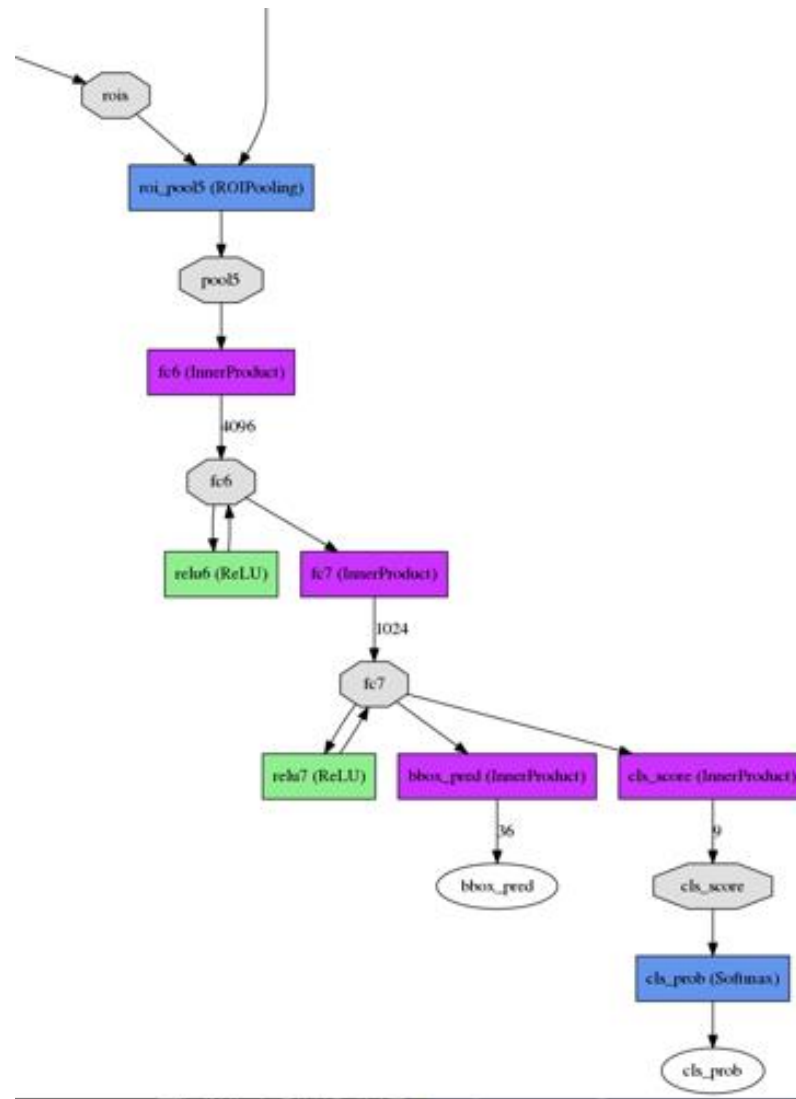 rois
roi_pool5 (ROIPooling)
pool5
fc6 (InnerProduct)
4096
fc6
relu6 (ReLU)
fc7 (InnerProduct)
1024
fc7
relu7 (ReLU)
bbox_pred (InnerProduct)
cls_score (InnerProduct)
36
9
bbox_pred
cls_score
cls_prob (Softmax)
cls_prob